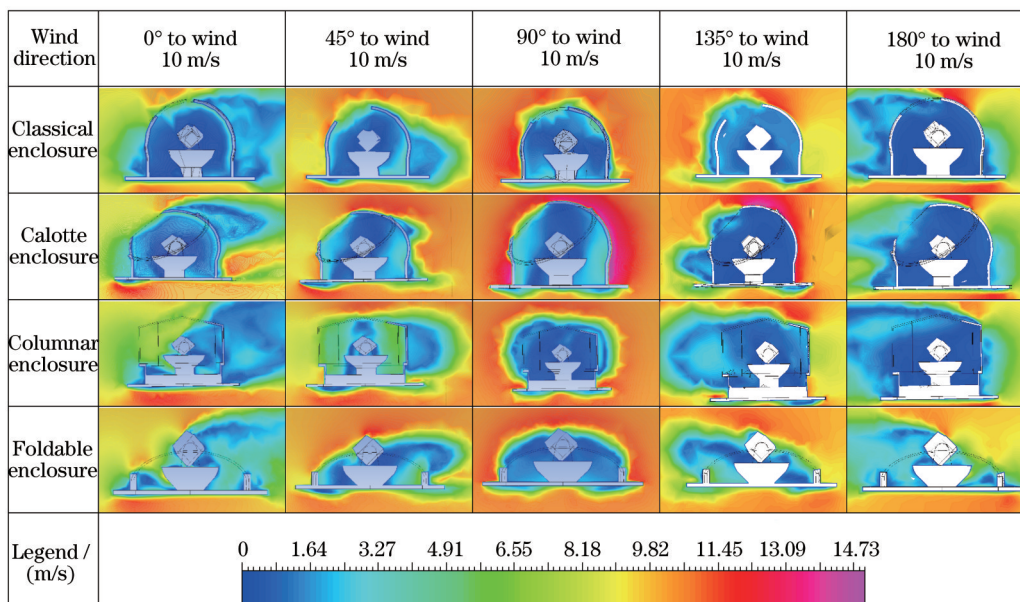 Wind
direction
0° to wind
10 m/s
45° to wind
10 m/s
90° to wind
10 m/s
135° to wind
10 m/s
180° to wind
10 m/s
Classical
enclosure
Calotte
enclosure
Columnar
enclosure
Foldable
enclosure
Legend /
(m/s)
0 1.64 3.27 4.91 6.55 8.18 9.82 11.45 13.09 14.73